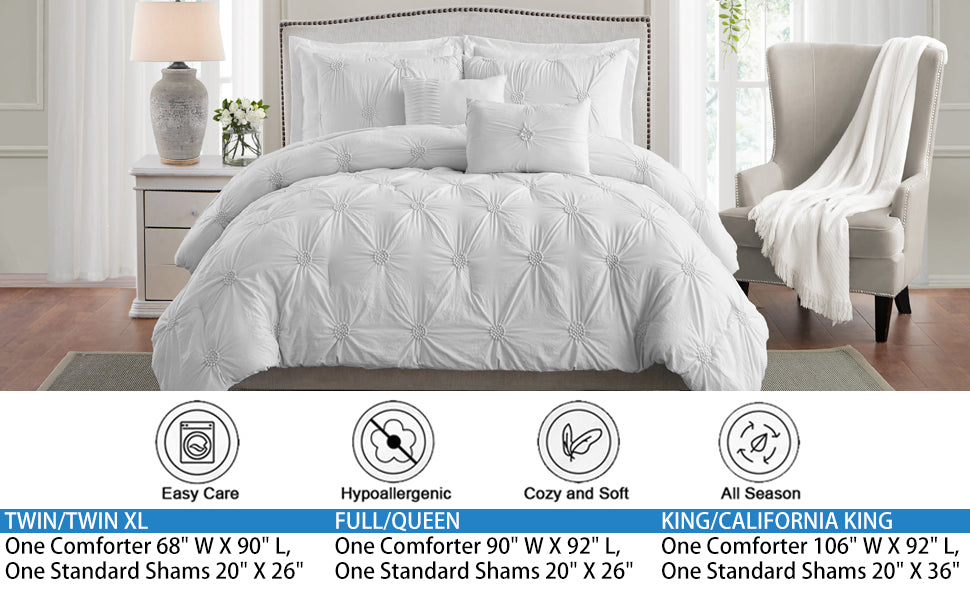 Easy Care
Hypoallergenic
Cozy and Soft
All Season
TWIN/TWIN XL
One Comforter 68" W X 90" L,
One Standard Shams 20" X 26"
FULL/QUEEN
One Comforter 90" W X 92" L,
One Standard Shams 20" X 26"
KING/CALIFORNIA KING
One Comforter 106" W X 92" L,
One Standard Shams 20" X 36"